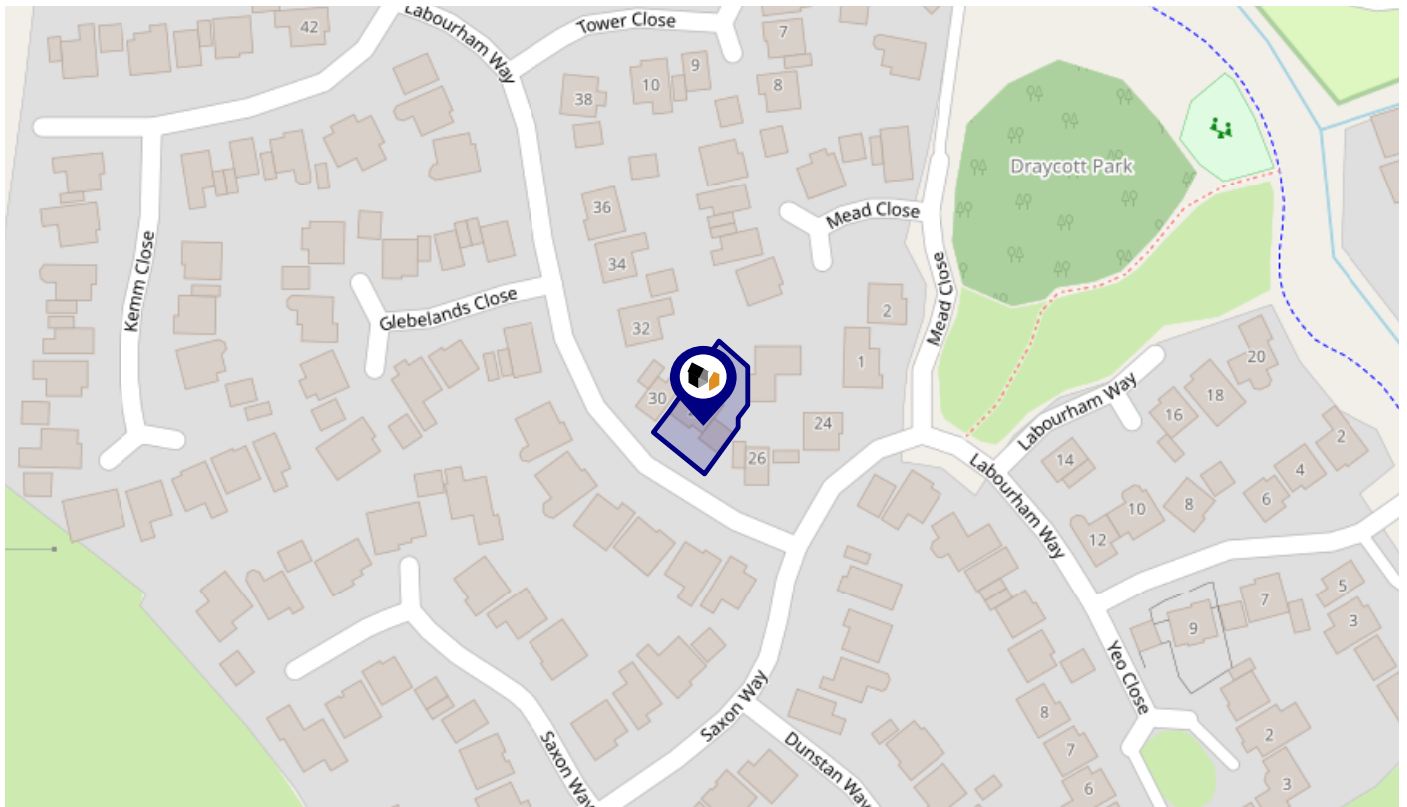 42
Labourham Way
Tower Close
7
9
10
8
38
Draycott Park
36
Mead Close
34
Kemm Close
Glebelands Close
Mead Close
2
32
1
20
30
Labourham Way
18
16
24
26
2
14
Labourham Way
4
6
10
8
12
5
7
3
9
Yeo Close
Saxon Way
8
Saxon Way
Dunstan Way
2
7
3
6